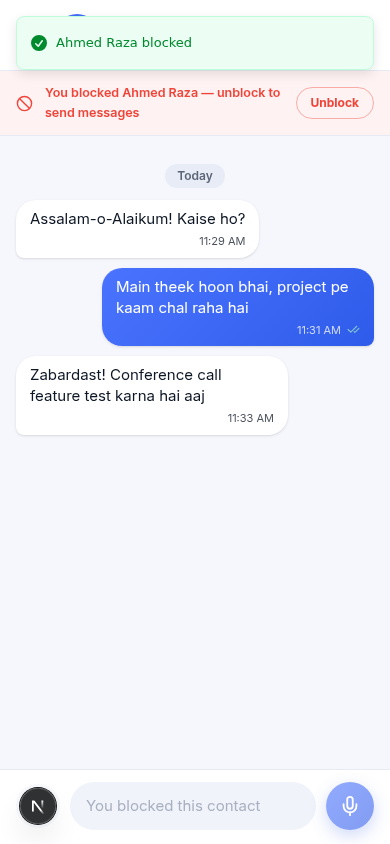 Ahmed Raza blocked
You blocked Ahmed Raza — unblock to
send messages
Unblock
Today
Assalam-o-Alaikum! Kaise ho?
11:29 AM
Main theek hoon bhai, project pe
kaam chal raha hai
11:31 AM
Zabardast! Conference call
feature test karna hai aaj
11:33 AM
N
You blocked this contact